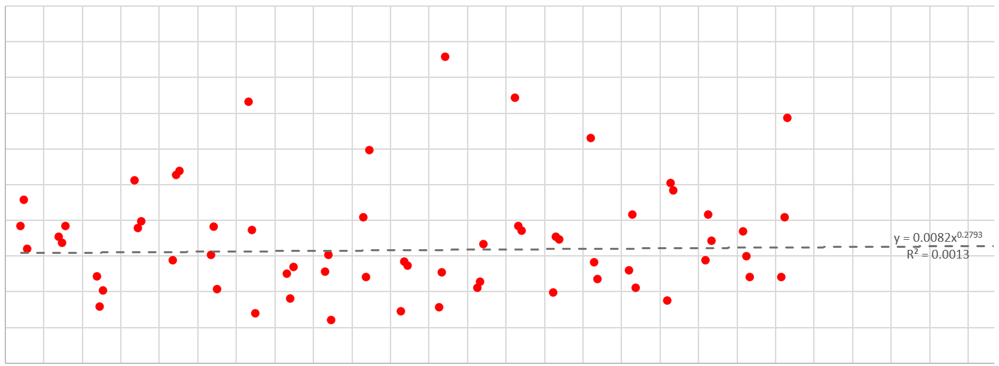 y = 0.0082x^0.2793
R² = 0.0013